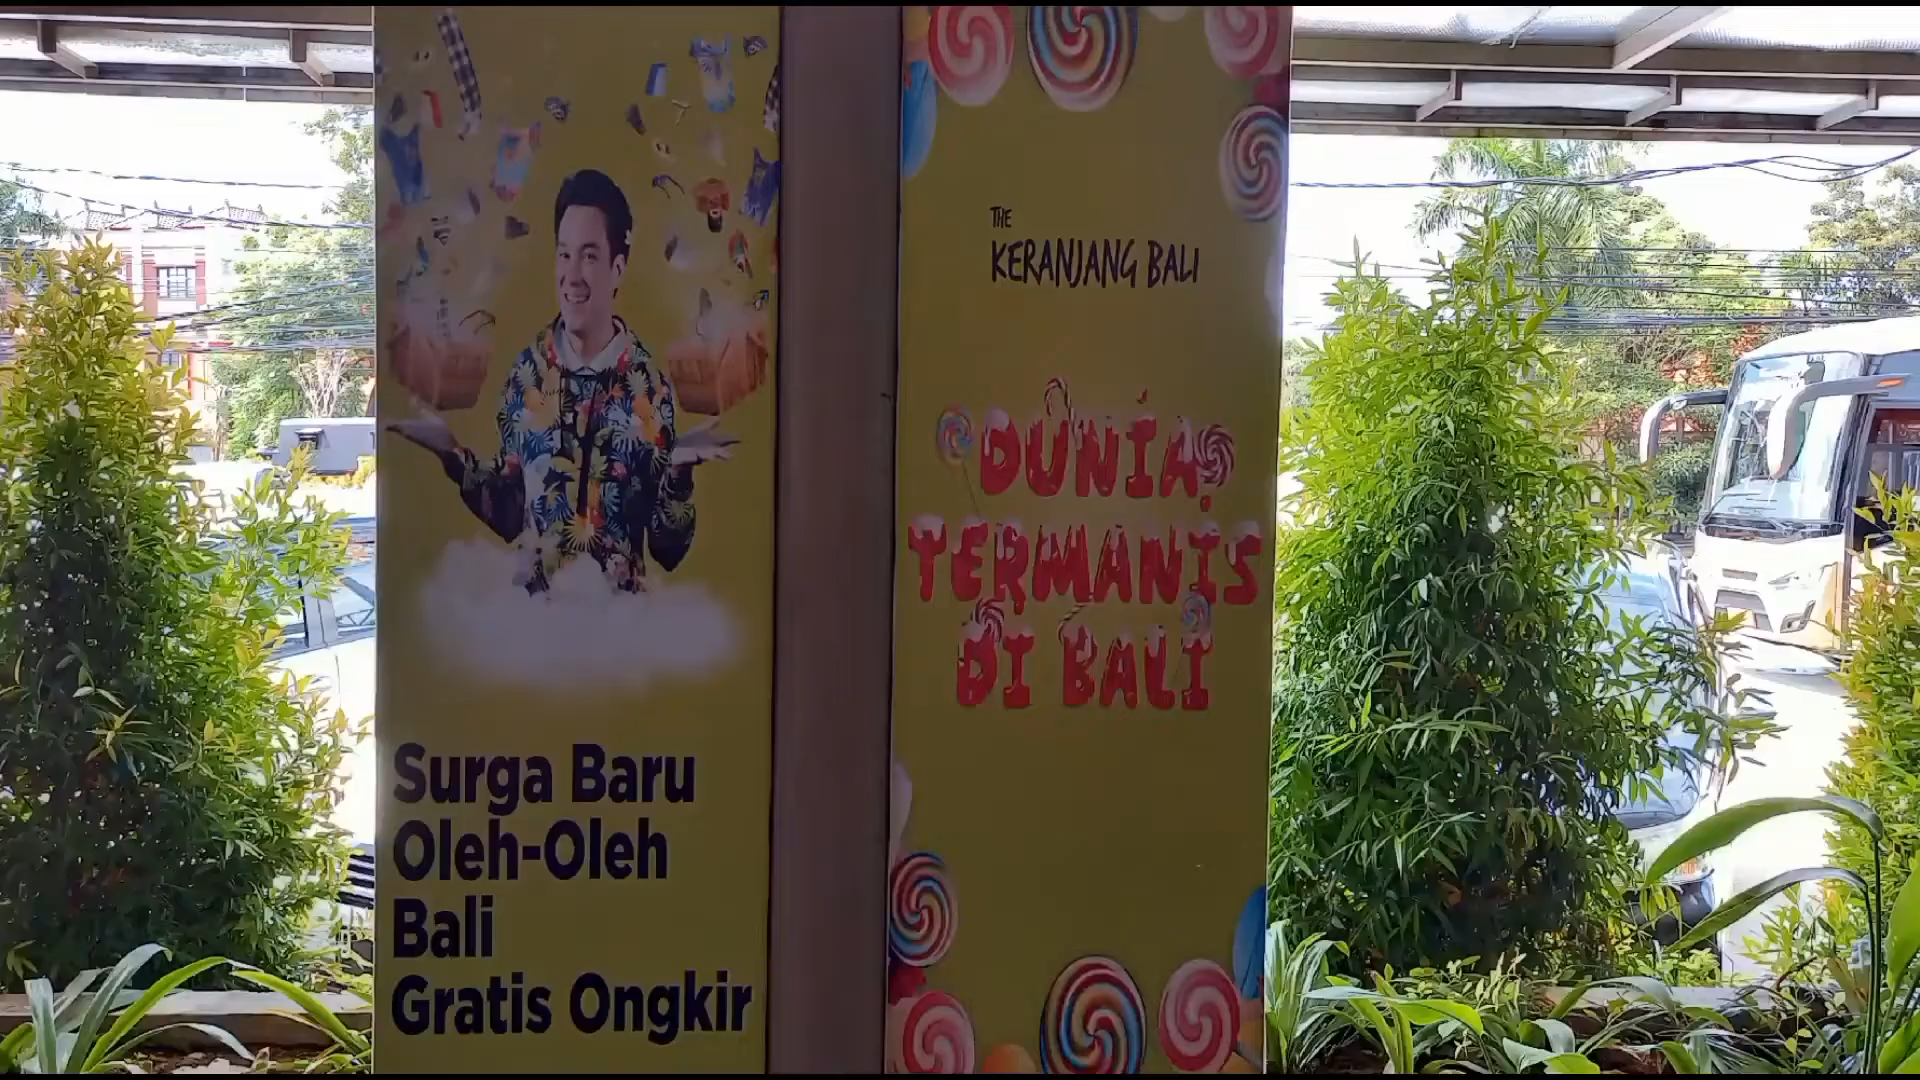 Surga Baru
Oleh-Oleh
Bali
Gratis Ongkir
THE
KERANJANG BALI
DUNIA
TERMANIS
DI BALI